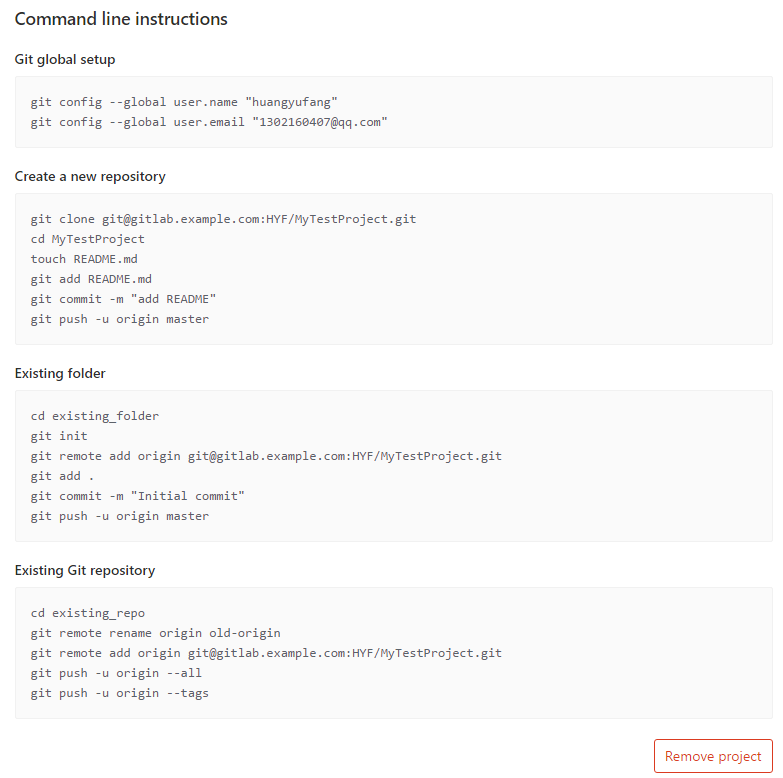 Command line instructions
Git global setup
git config --global user.name "huangyufang"
git config --global user.email "1302160407@qq.com"
Create a new repository
git clone git@gitlab.example.com:HYF/MyTestProject.git
cd MyTestProject
touch README.md
git add README.md
git commit -m "add README"
git push -u origin master
Existing folder
cd existing_folder
git init
git remote add origin git@gitlab.example.com:HYF/MyTestProject.git
git add .
git commit -m "Initial commit"
git push -u origin master
Existing Git repository
cd existing_repo
git remote rename origin old-origin
git remote add origin git@gitlab.example.com:HYF/MyTestProject.git
git push -u origin --all
git push -u origin --tags
Remove project